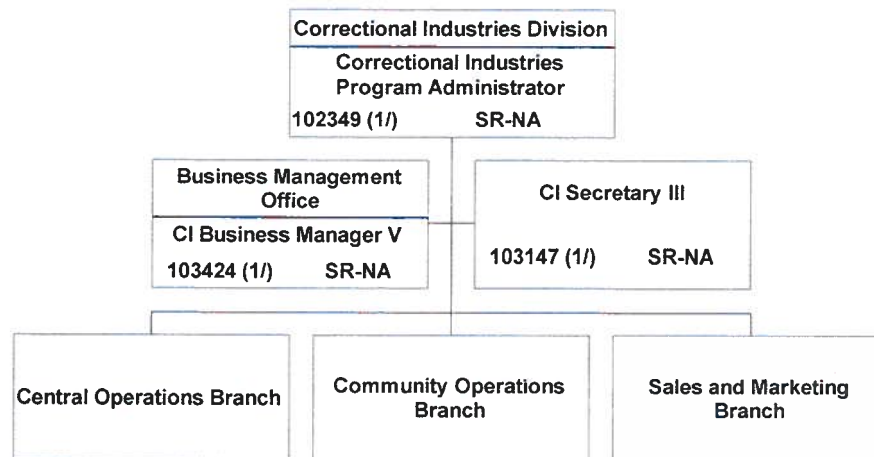 Correctional Industries Division
Correctional Industries
Program Administrator
102349 (1/) SR-NA
Business Management
Office
CI Business Manager V
103424 (1/) SR-NA
CI Secretary III
103147 (1/) SR-NA
Central Operations Branch
Community Operations
Branch
Sales and Marketing
Branch